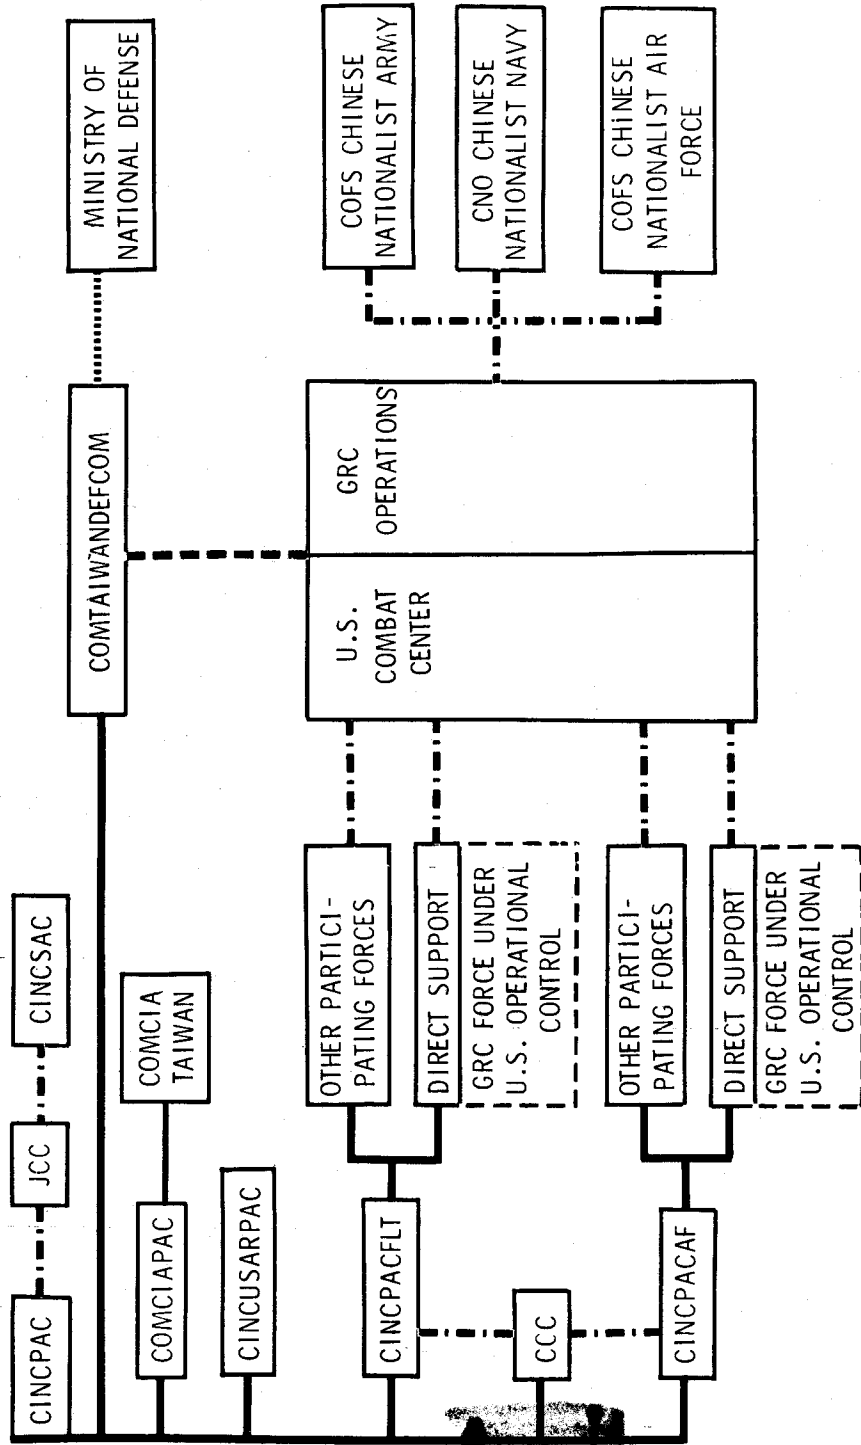 CINCPAC
JCC
CINCSAC
COMTAIWANDEFCOM
MINISTRY OF
NATIONAL DEFENSE
COMCIAPAC
COMCIA
TAIWAN
CINCUSARPAC
CINCPACFLT
OTHER PARTICI-
PATING FORCES
DIRECT SUPPORT
GRC FORCE UNDER
U.S. OPERATIONAL
CONTROL
CCC
CINCPACAF
OTHER PARTICI-
PATING FORCES
DIRECT SUPPORT
GRC FORCE UNDER
U.S. OPERATIONAL
CONTROL
U.S.
COMBAT
CENTER
GRC
OPERATIONS
COFS CHINESE
NATIONALIST ARMY
CNO CHINESE
NATIONALIST NAVY
COFS CHiNESE
NATIONALIST AIR
FORCE